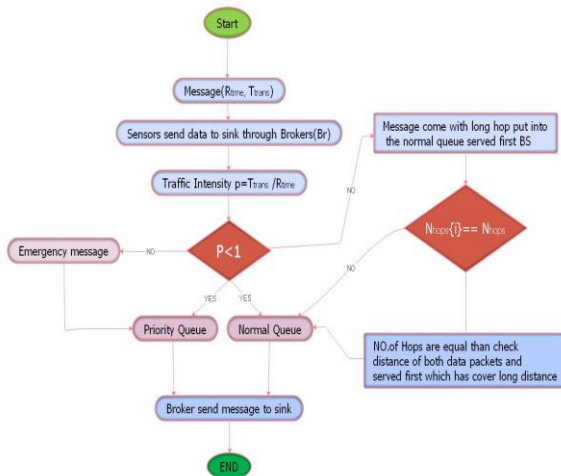 Start
Message(Rtime, Ttrans)
Sensors send data to sink through Brokers(Br)
Traffic Intensity p=Ttrans /Rtime
P<1
NO
Emergency message
YES
YES
Priority Queue
Normal Queue
Broker send message to sink
END
NO
Message come with long hop put into
the normal queue served first BS
Nhops{i}== Nhops
NO
NO.of Hops are equal than check
distance of both data packets and
served first which has cover long distance